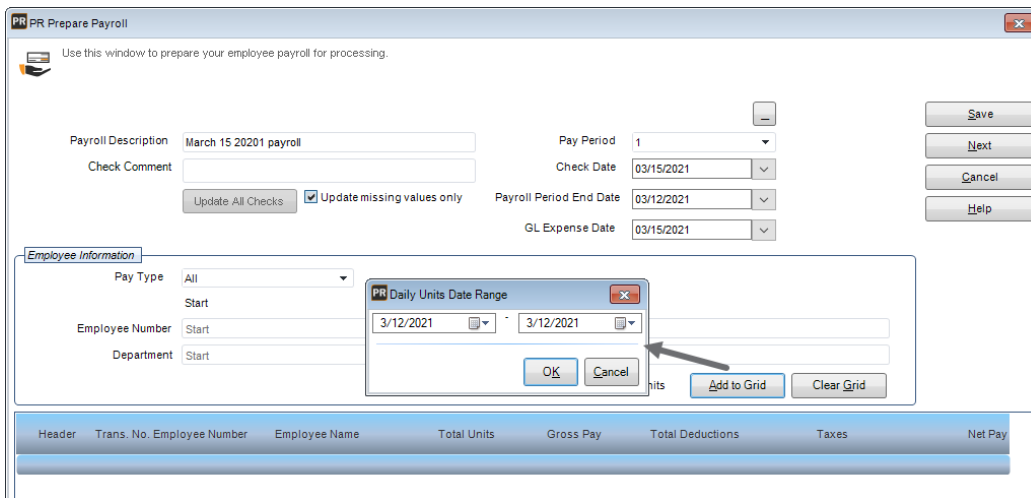 PR PR Prepare Payroll
Use this window to prepare your employee payroll for processing.
...
Save
Payroll Description March 15 20201 payroll Pay Period 1
Next
Check Comment Check Date 03/15/2021
Cancel
Update All Checks Update missing values only Payroll Period End Date 03/12/2021
Help
GL Expense Date 03/15/2021
Employee Information
Pay Type All
PR Daily Units Date Range
Start
3/12/2021 - 3/12/2021
Employee Number Start
Department Start
OK Cancel
nits Add to Grid Clear Grid
Header Trans. No. Employee Number Employee Name Total Units Gross Pay Total Deductions Taxes Net Pay